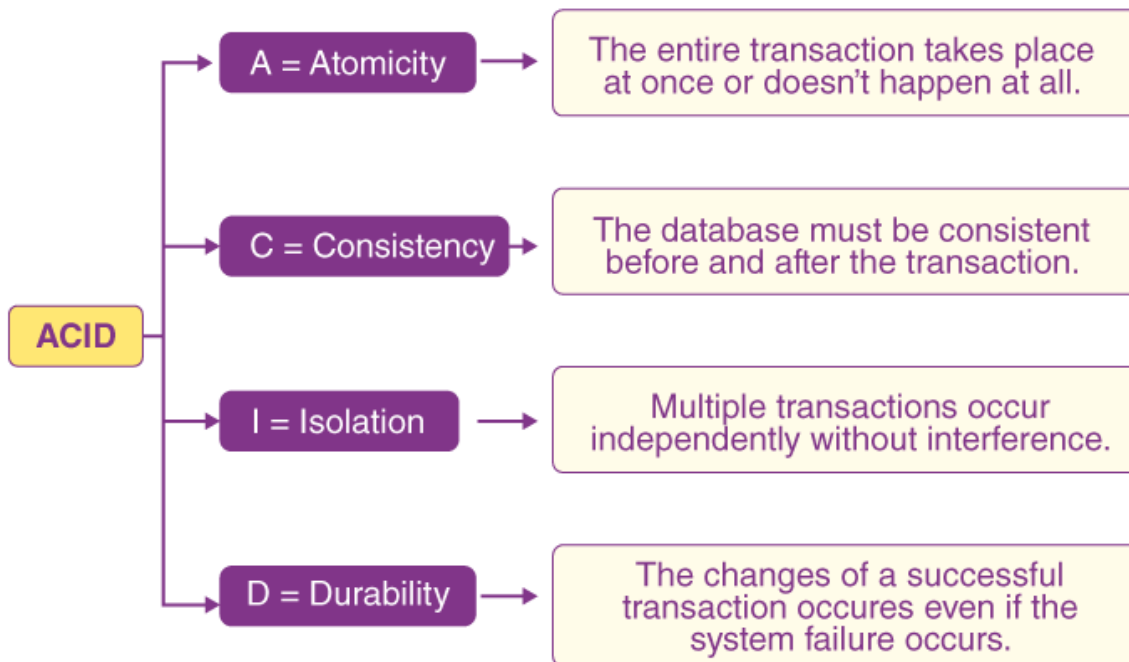 A = Atomicity
The entire transaction takes place
at once or doesn’t happen at all.
C = Consistency
The database must be consistent
before and after the transaction.
ACID
I = Isolation
Multiple transactions occur
independently without interference.
D = Durability
The changes of a successful
transaction occures even if the
system failure occurs.